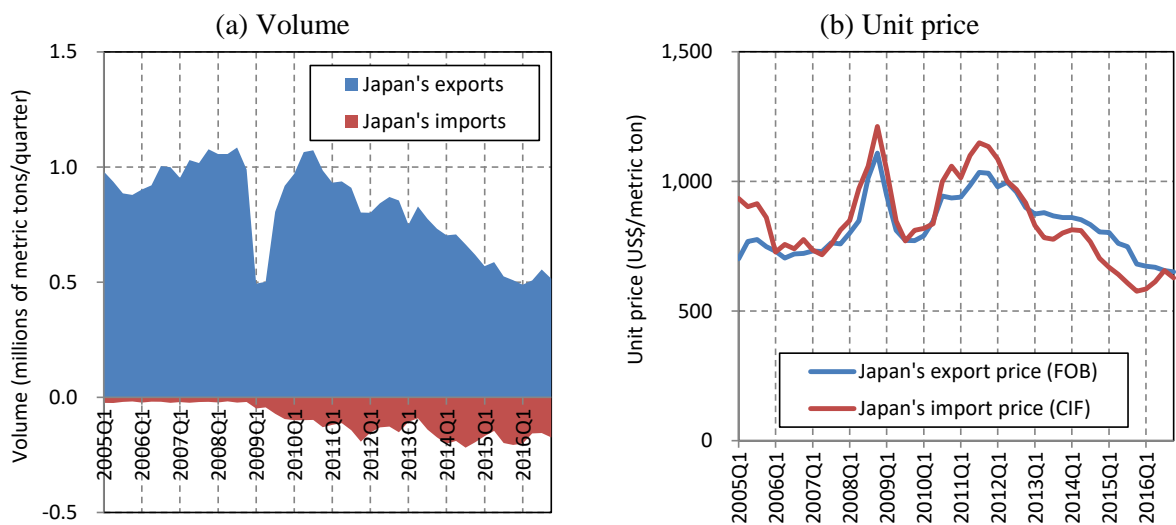 (a) Volume
1.5
1.0
0.5
0.0
-0.5
Volume (millions of metric tons/quarter)
Japan's exports
Japan's imports
2005Q1
2006Q1
2007Q1
2008Q1
2009Q1
2010Q1
2011Q1
2012Q1
2013Q1
2014Q1
2015Q1
2016Q1
(b) Unit price
1,500
1,000
500
0
Unit price (US$/metric ton)
Japan's export price (FOB)
Japan's import price (CIF)
2005Q1
2006Q1
2007Q1
2008Q1
2009Q1
2010Q1
2011Q1
2012Q1
2013Q1
2014Q1
2015Q1
2016Q1